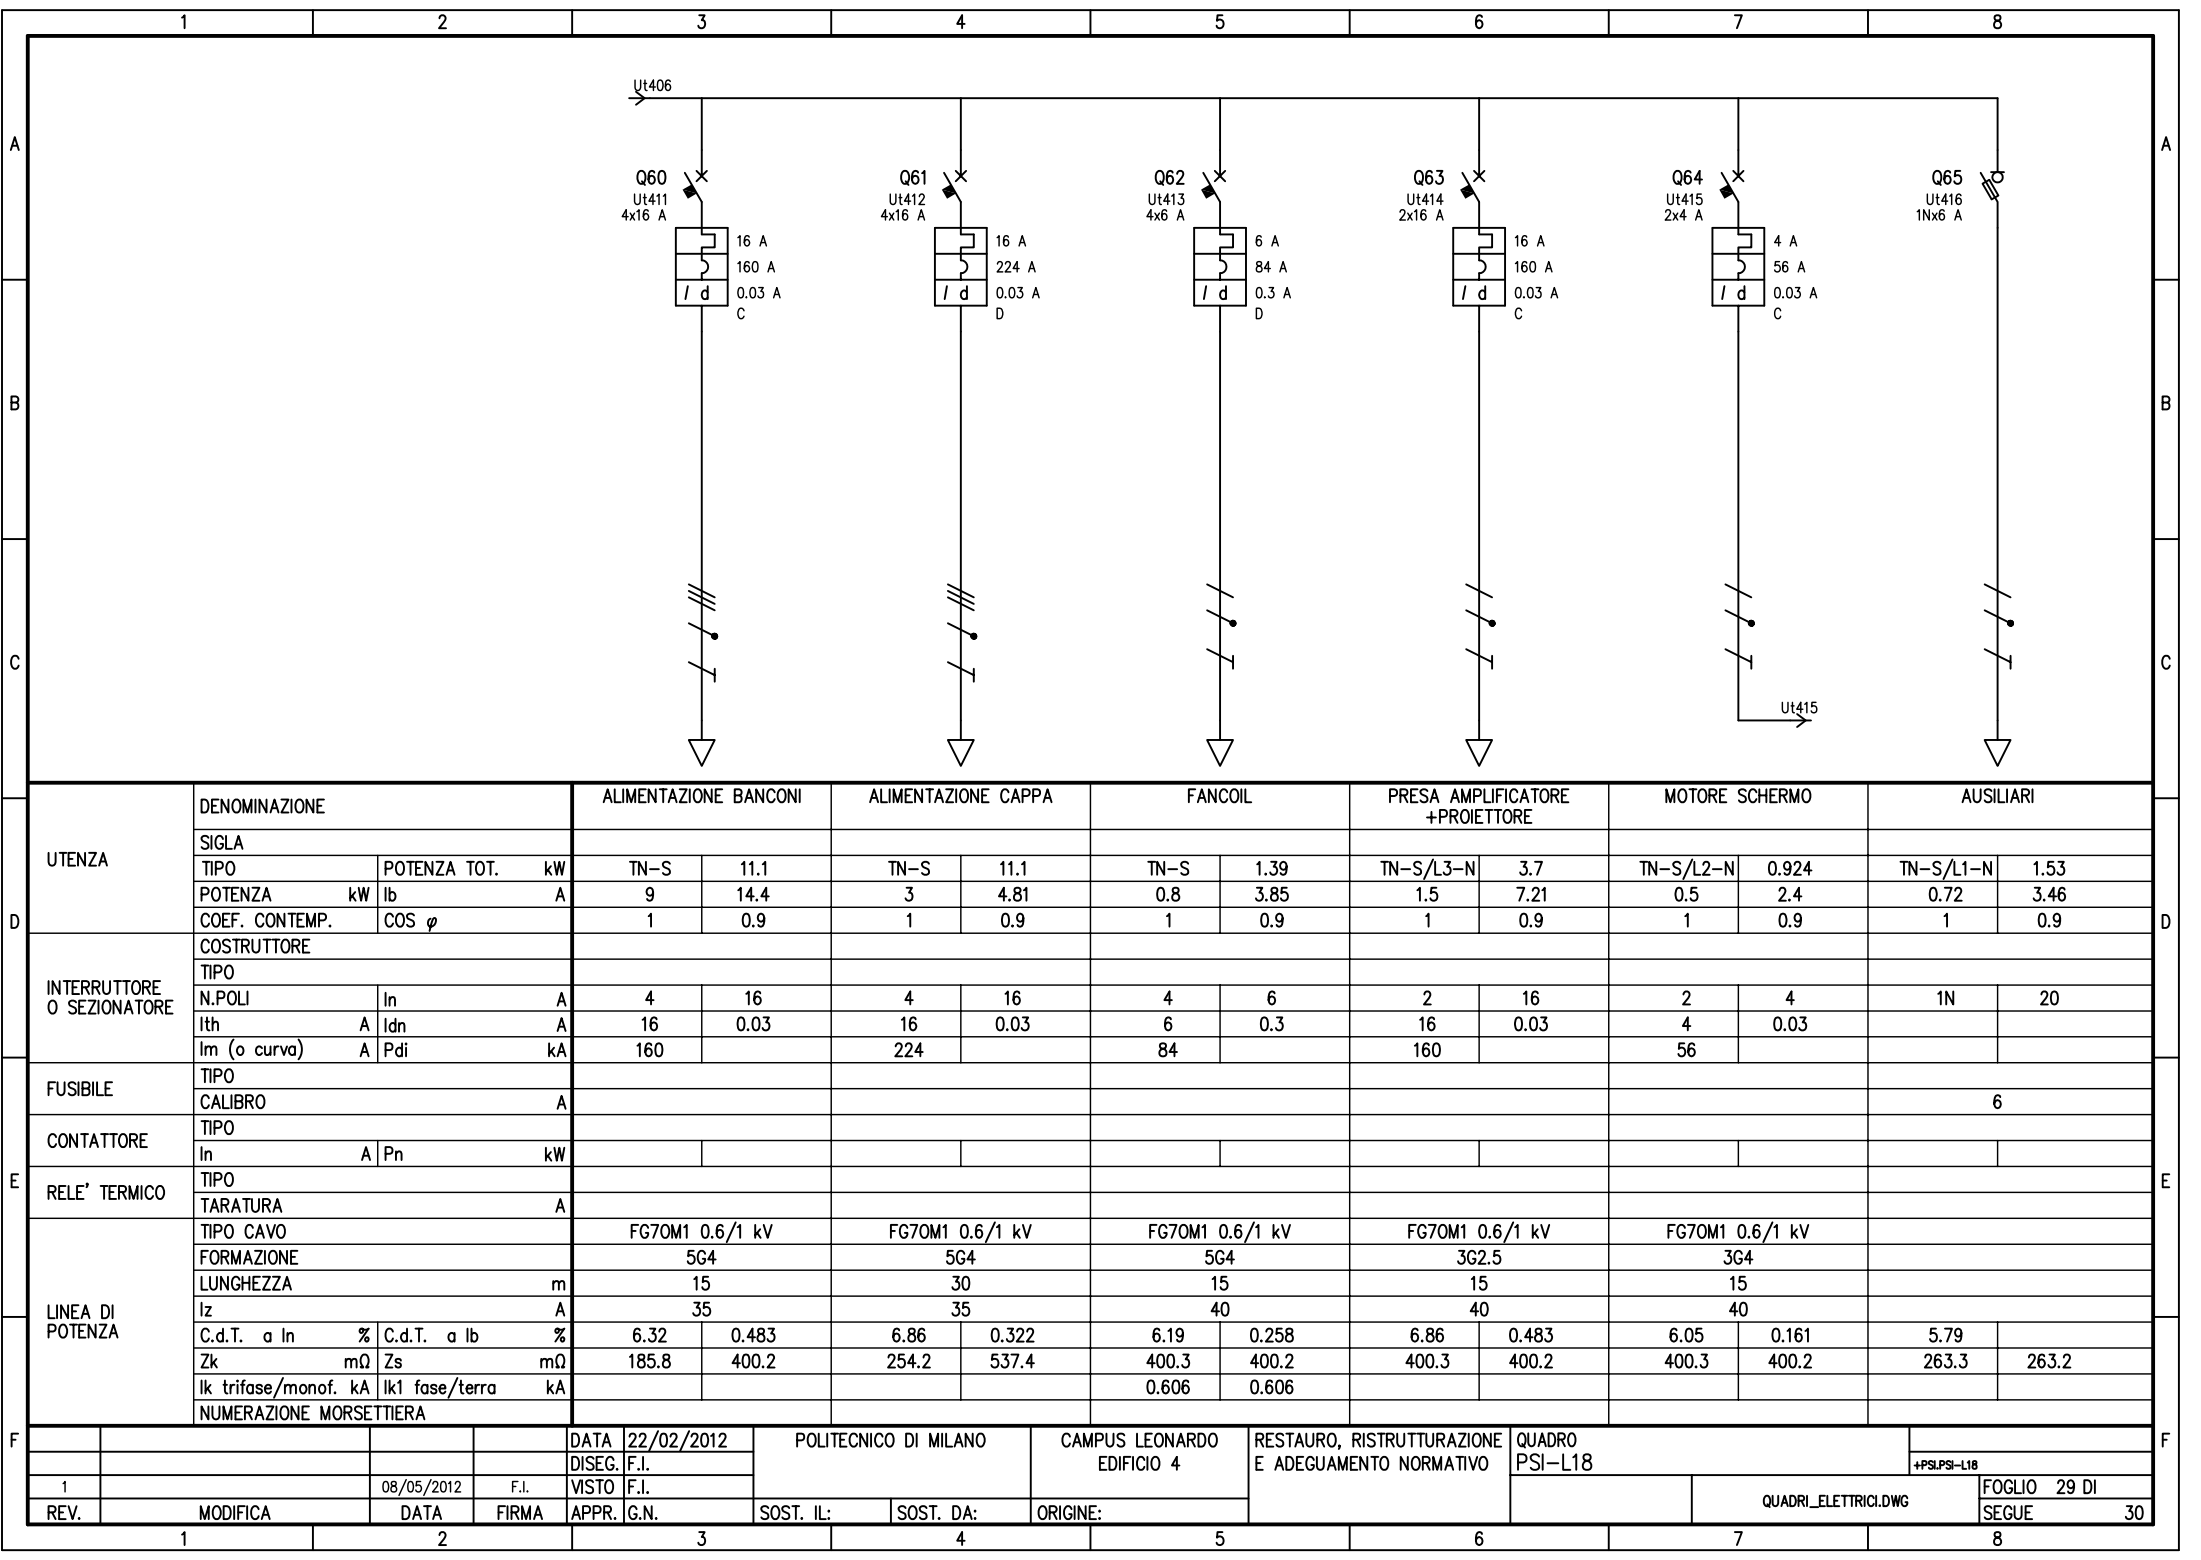 1 2 3 4 5 6 7 8
Ut406
A A
Q60 Q61 Q62 Q63 Q64 Q65
Ut411 Ut412 Ut413 Ut414 Ut415 Ut416
4x16 A 4x16 A 4x6 A 2x16 A 2x4 A 1Nx6 A
16 A 16 A 6 A 16 A 4 A
160 A 224 A 84 A 160 A 56 A
I d 0.03 A I d 0.03 A I d 0.3 A I d 0.03 A I d 0.03 A
C D D C C
B B
C C
Ut415
UTENZA
DENOMINAZIONE ALIMENTAZIONE BANCONI ALIMENTAZIONE CAPPA FANCOIL PRESA AMPLIFICATORE MOTORE SCHERMO AUSILIARI
+PROIETTORE
SIGLA
TIPO POTENZA TOT. kW TN-S 11.1 TN-S 11.1 TN-S 1.39 TN-S/L3-N 3.7 TN-S/L2-N 0.924 TN-S/L1-N 1.53
POTENZA kW Ib A 9 14.4 3 4.81 0.8 3.85 1.5 7.21 0.5 2.4 0.72 3.46
D COEF. CONTEMP. COS φ 1 0.9 1 0.9 1 0.9 1 0.9 1 0.9 1 0.9 D
INTERRUTTORE
O SEZIONATORE
COSTRUTTORE
TIPO
N.POLI In A 4 16 4 16 4 6 2 16 2 4 1N 20
Ith A Idn A 16 0.03 16 0.03 6 0.3 16 0.03 4 0.03
Im (o curva) A Pdi kA 160 224 84 160 56
FUSIBILE
TIPO
CALIBRO A 6
CONTATTORE
TIPO
In A Pn kW
E RELE' TERMICO E
TIPO
TARATURA A
LINEA DI
POTENZA
TIPO CAVO FG7OM1 0.6/1 kV FG7OM1 0.6/1 kV FG7OM1 0.6/1 kV FG7OM1 0.6/1 kV FG7OM1 0.6/1 kV
FORMAZIONE 5G4 5G4 5G4 3G2.5 3G4
LUNGHEZZA m 15 30 15 15 15
Iz A 35 35 40 40 40
C.d.T. a In % C.d.T. a Ib % 6.32 0.483 6.86 0.322 6.19 0.258 6.86 0.483 6.05 0.161 5.79
Zk mΩ Zs mΩ 185.8 400.2 254.2 537.4 400.3 400.2 400.3 400.2 400.3 400.2 263.3 263.2
Ik trifase/monof. kA Ik1 fase/terra kA 0.606 0.606
NUMERAZIONE MORSETTIERA
F F
DATA 22/02/2012 POLITECNICO DI MILANO CAMPUS LEONARDO RESTAURO, RISTRUTTURAZIONE QUADRO
DISEG. F.I. EDIFICIO 4 E ADEGUAMENTO NORMATIVO PSI-L18 +PSI.PSI-L18
1 08/05/2012 F.I. VISTO F.I. QUADRI_ELETTRICI.DWG FOGLIO 29 DI
REV. MODIFICA DATA FIRMA APPR. G.N. SOST. IL: SOST. DA: ORIGINE: SEGUE 30
1 2 3 4 5 6 7 8